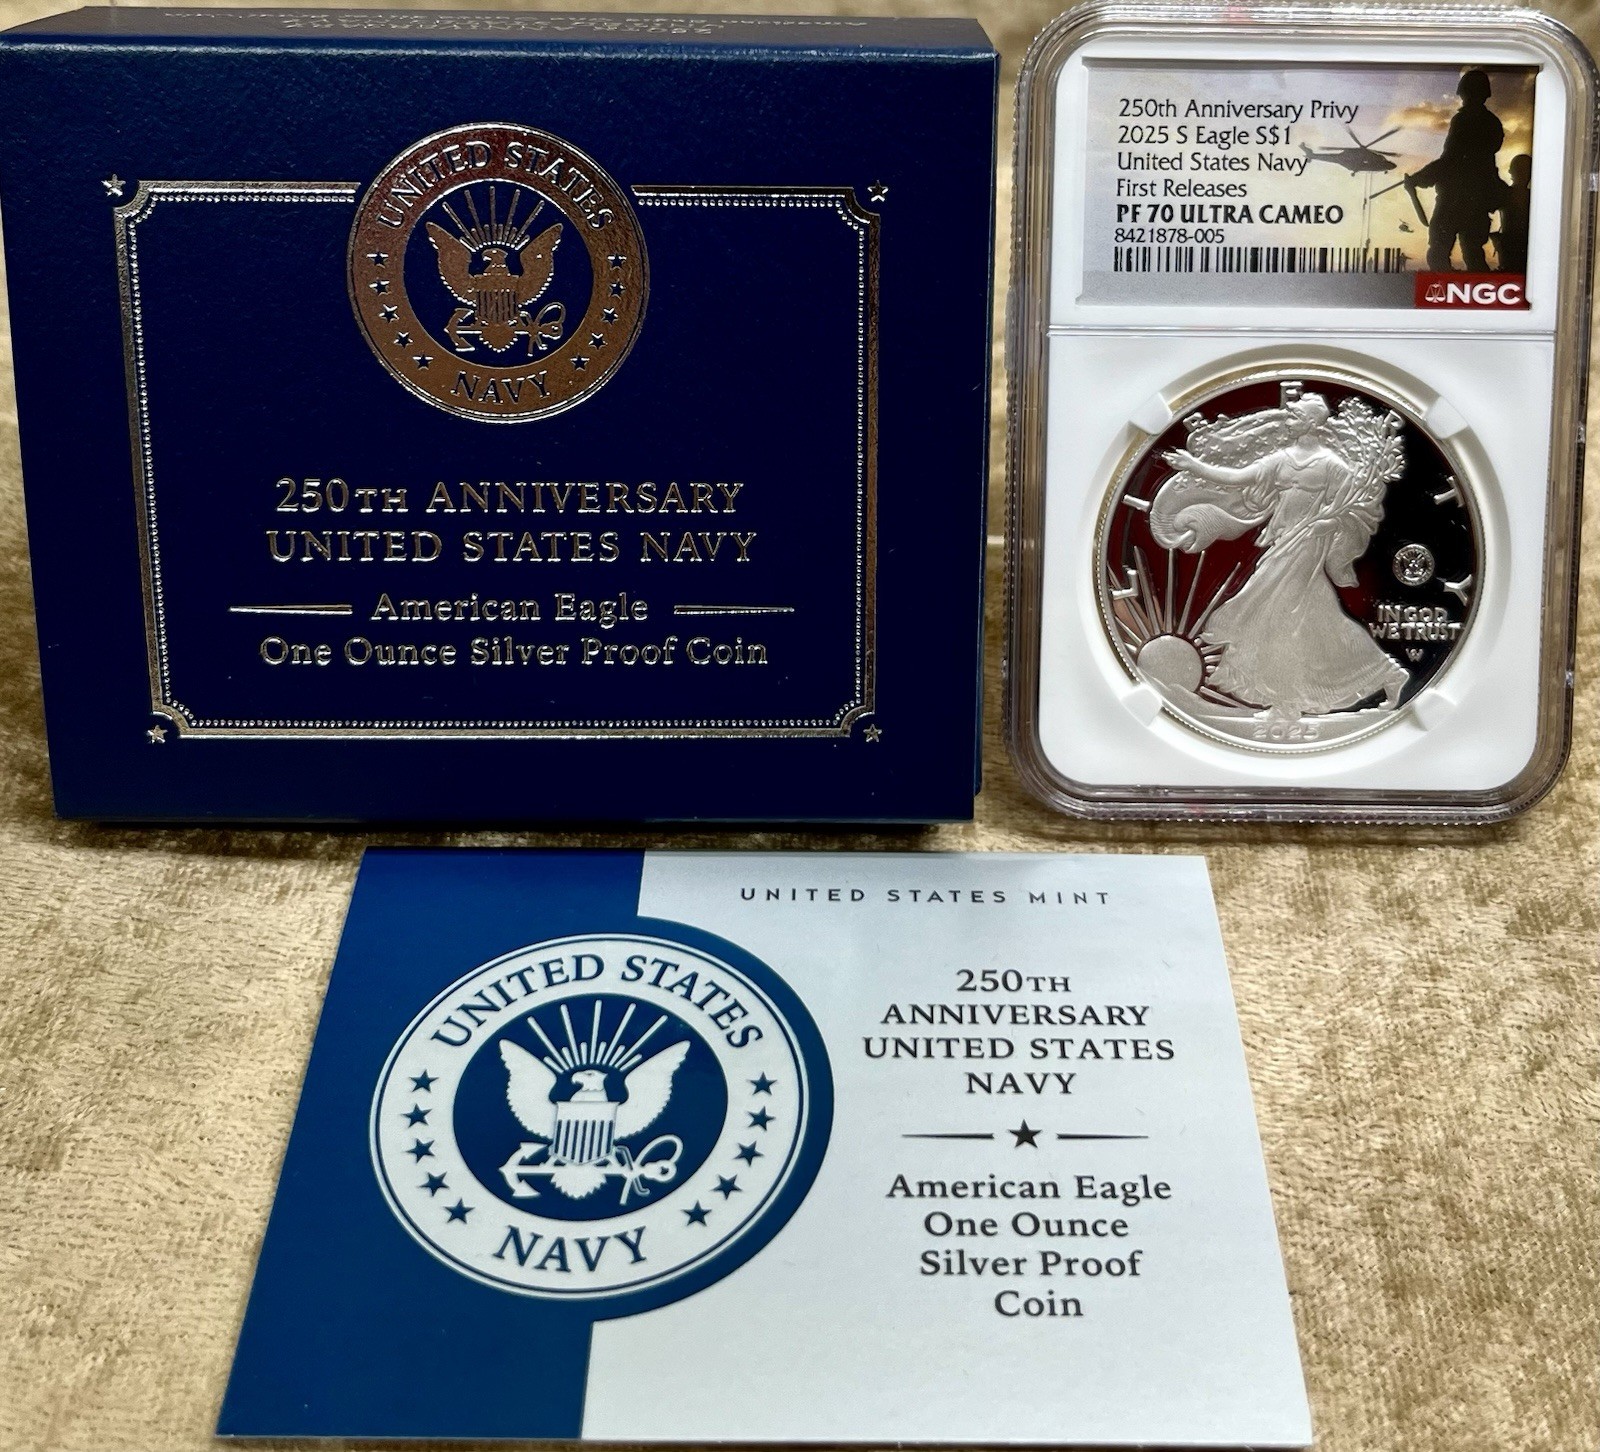 250TH ANNIVERSARY
UNITED STATES
NAVY
250TH ANNIVERSARY
UNITED STATES NAVY
American Eagle
One Ounce Silver Proof Coin
250th Anniversary Privy
2025 S Eagle S$1
United States Navy
First Releases
PF 70 ULTRA CAMEO
8421878-005
NGC
LIBERTY
IN GOD
WE TRUST
W
2025
UNITED STATES MINT
UNITED STATES
NAVY
250TH
ANNIVERSARY
UNITED STATES
NAVY
American Eagle
One Ounce
Silver Proof
Coin